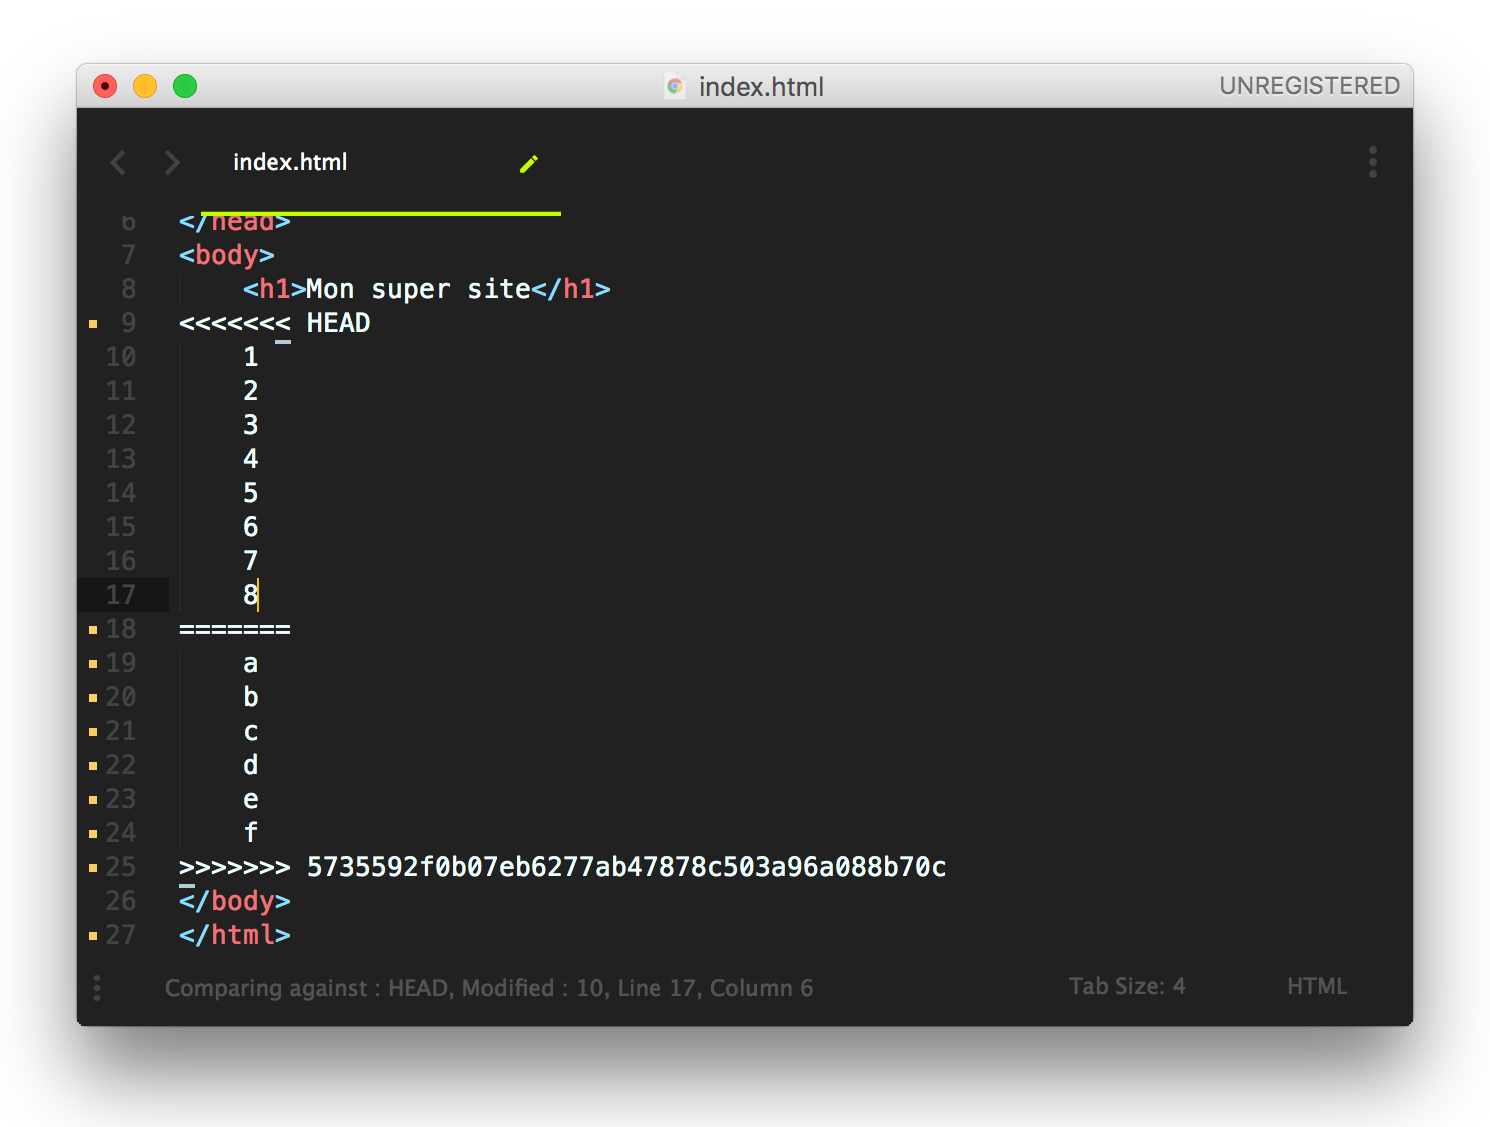 index.html
UNREGISTERED
index.html
6 </head>
7 <body>
8     <h1>Mon super site</h1>
9 <<<<<<< HEAD
10     1
11     2
12     3
13     4
14     5
15     6
16     7
17     8
18 =======
19     a
20     b
21     c
22     d
23     e
24     f
25 >>>>>>> 5735592f0b07eb6277ab47878c503a96a088b70c
26 </body>
27 </html>
Comparing against : HEAD, Modified : 10, Line 17, Column 6
Tab Size: 4
HTML